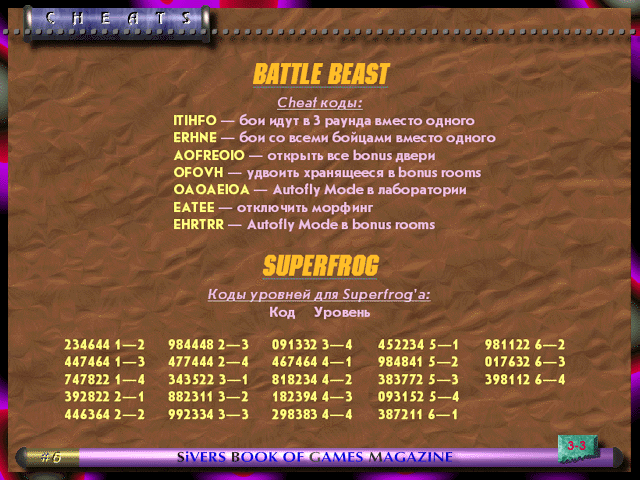 CHEATS
BATTLE BEAST
Cheat коды:
ITIHFO — бои идут в 3 раунда вместо одного
ERHNE — бои со всеми бойцами вместо одного
AOFREOIO — открыть все bonus двери
OFOVH — удвоить хранящееся в bonus rooms
OAOAEIOA — Autofly Mode в лаборатории
EATEE — отключить морфинг
EHRTRR — Autofly Mode в bonus rooms
SUPERFROG
Коды уровней для Superfrog'а:
Код Уровень
234644 1—2 984448 2—3 091332 3—4 452234 5—1 981122 6—2
447464 1—3 477444 2—4 467464 4—1 984841 5—2 017632 6—3
747822 1—4 343522 3—1 818234 4—2 383772 5—3 398112 6—4
392822 2—1 882311 3—2 182394 4—3 093152 5—4
446364 2—2 992334 3—3 298383 4—4 387211 6—1
#6 SiVERS BOOK OF GAMES MAGAZINE 3-3